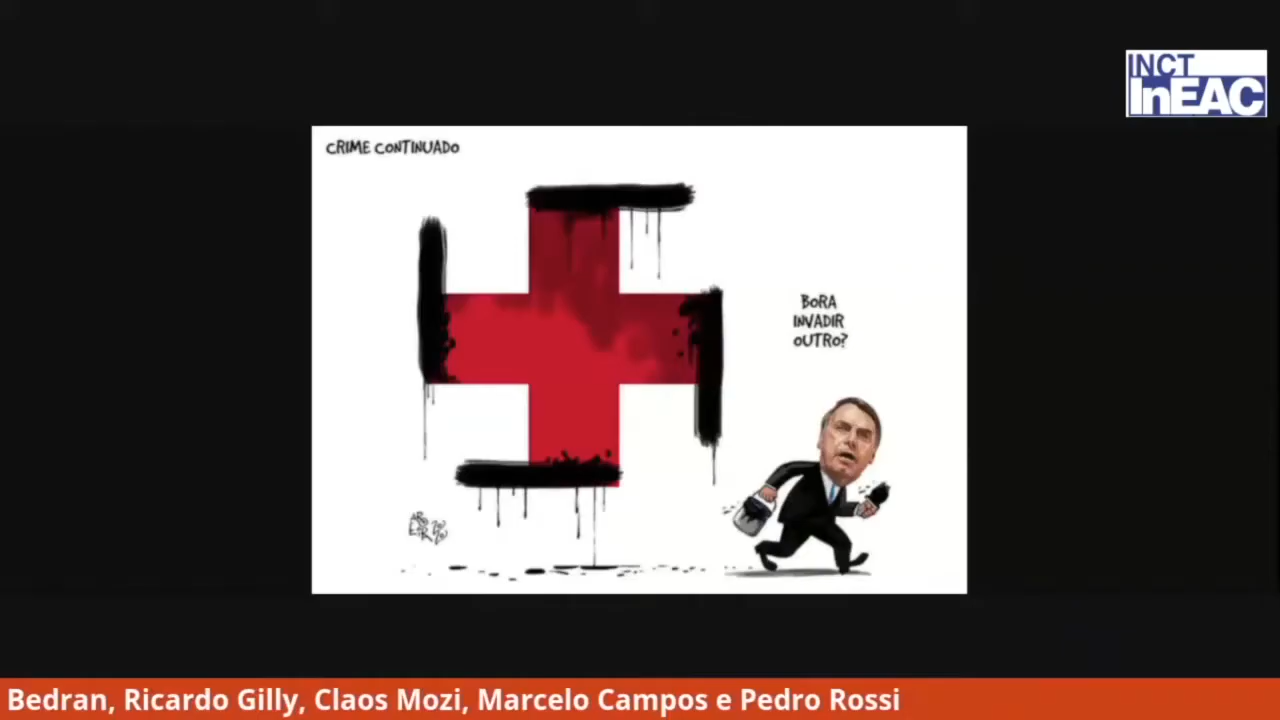 INCT
InEAC
CRIME CONTINUADO
BORA
INVADIR
OUTRO?
Bedran, Ricardo Gilly, Claos Mozi, Marcelo Campos e Pedro Rossi